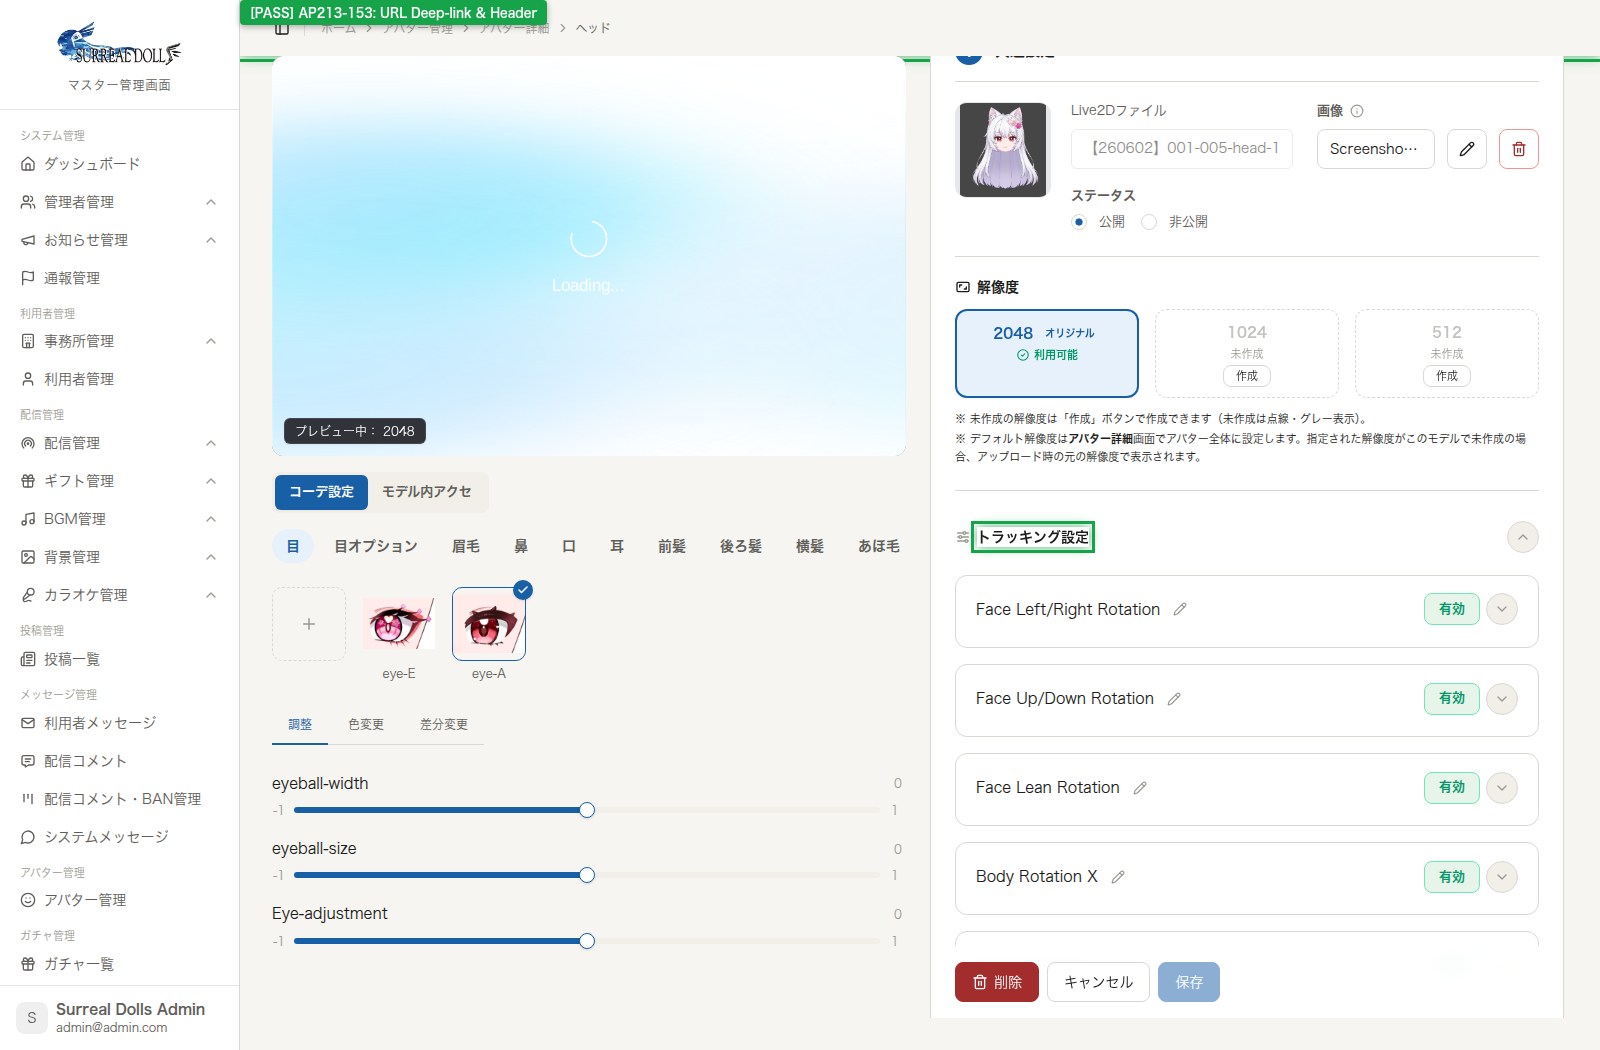 [PASS] AP213-153: URL Deep-link & Header
ホーム アバター管理 アバター詳細 ヘッド
SURREAL DOLL
マスター管理画面
システム管理
ダッシュボード
管理者管理
お知らせ管理
通報管理
利用者管理
事務所管理
利用者管理
配信管理
配信管理
ギフト管理
BGM管理
背景管理
カラオケ管理
投稿管理
投稿一覧
メッセージ管理
利用者メッセージ
配信コメント
配信コメント・BAN管理
システムメッセージ
アバター管理
アバター管理
ガチャ管理
ガチャ一覧
S
Surreal Dolls Admin
admin@admin.com
Loading...
プレビュー中： 2048
コーデ設定 モデル内アクセ
目 目オプション 眉毛 鼻 口 耳 前髪 後ろ髪 横髪 あほ毛
eye-E eye-A
調整 色変更 差分変更
eyeball-width 0
-1 1
eyeball-size 0
-1 1
Eye-adjustment 0
-1 1
Live2Dファイル
【260602】001-005-head-1
画像
Screensho…
ステータス
公開 非公開
解像度
2048 オリジナル
利用可能
1024
未作成
作成
512
未作成
作成
※ 未作成の解像度は「作成」ボタンで作成できます（未作成は点線・グレー表示）。
※ デフォルト解像度はアバター詳細画面でアバター全体に設定します。指定された解像度がこのモデルで未作成の場
合、アップロード時の元の解像度で表示されます。
トラッキング設定
Face Left/Right Rotation 有効
Face Up/Down Rotation 有効
Face Lean Rotation 有効
Body Rotation X 有効
削除 キャンセル 保存